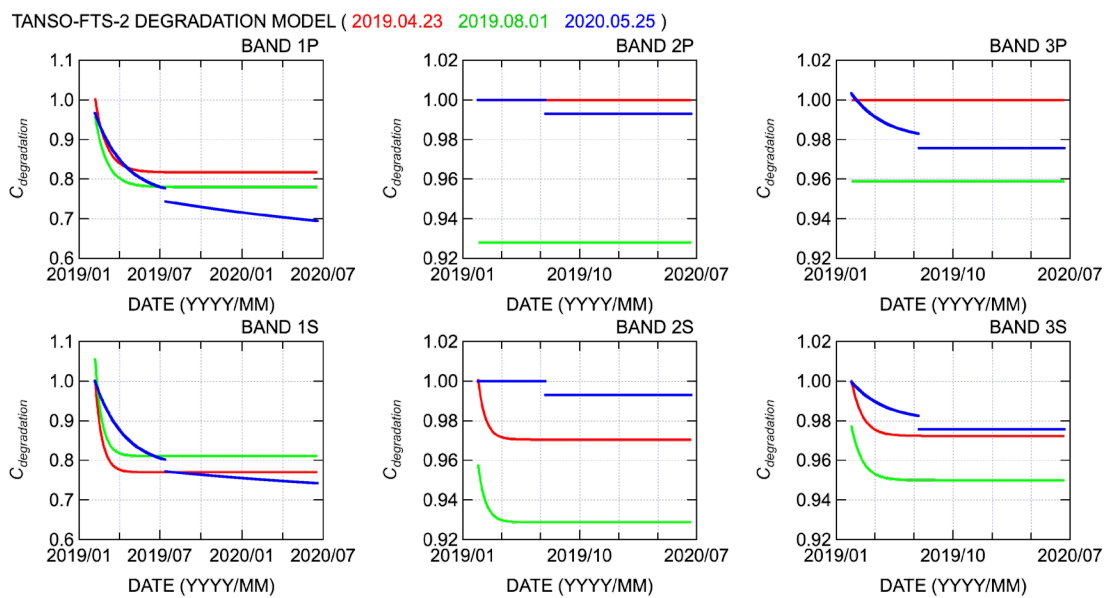 TANSO-FTS-2 DEGRADATION MODEL ( 2019.04.23 2019.08.01 2020.05.25 )
BAND 1P
1.1
1.0
0.9
0.8
0.7
0.6
Cdegradation
2019/01 2019/07 2020/01 2020/07
DATE (YYYY/MM)
BAND 2P
1.02
1.00
0.98
0.96
0.94
0.92
Cdegradation
2019/01 2019/10 2020/07
DATE (YYYY/MM)
BAND 3P
1.02
1.00
0.98
0.96
0.94
0.92
Cdegradation
2019/01 2019/10 2020/07
DATE (YYYY/MM)
BAND 1S
1.1
1.0
0.9
0.8
0.7
0.6
Cdegradation
2019/01 2019/07 2020/01 2020/07
DATE (YYYY/MM)
BAND 2S
1.02
1.00
0.98
0.96
0.94
0.92
Cdegradation
2019/01 2019/10 2020/07
DATE (YYYY/MM)
BAND 3S
1.02
1.00
0.98
0.96
0.94
0.92
Cdegradation
2019/01 2019/10 2020/07
DATE (YYYY/MM)